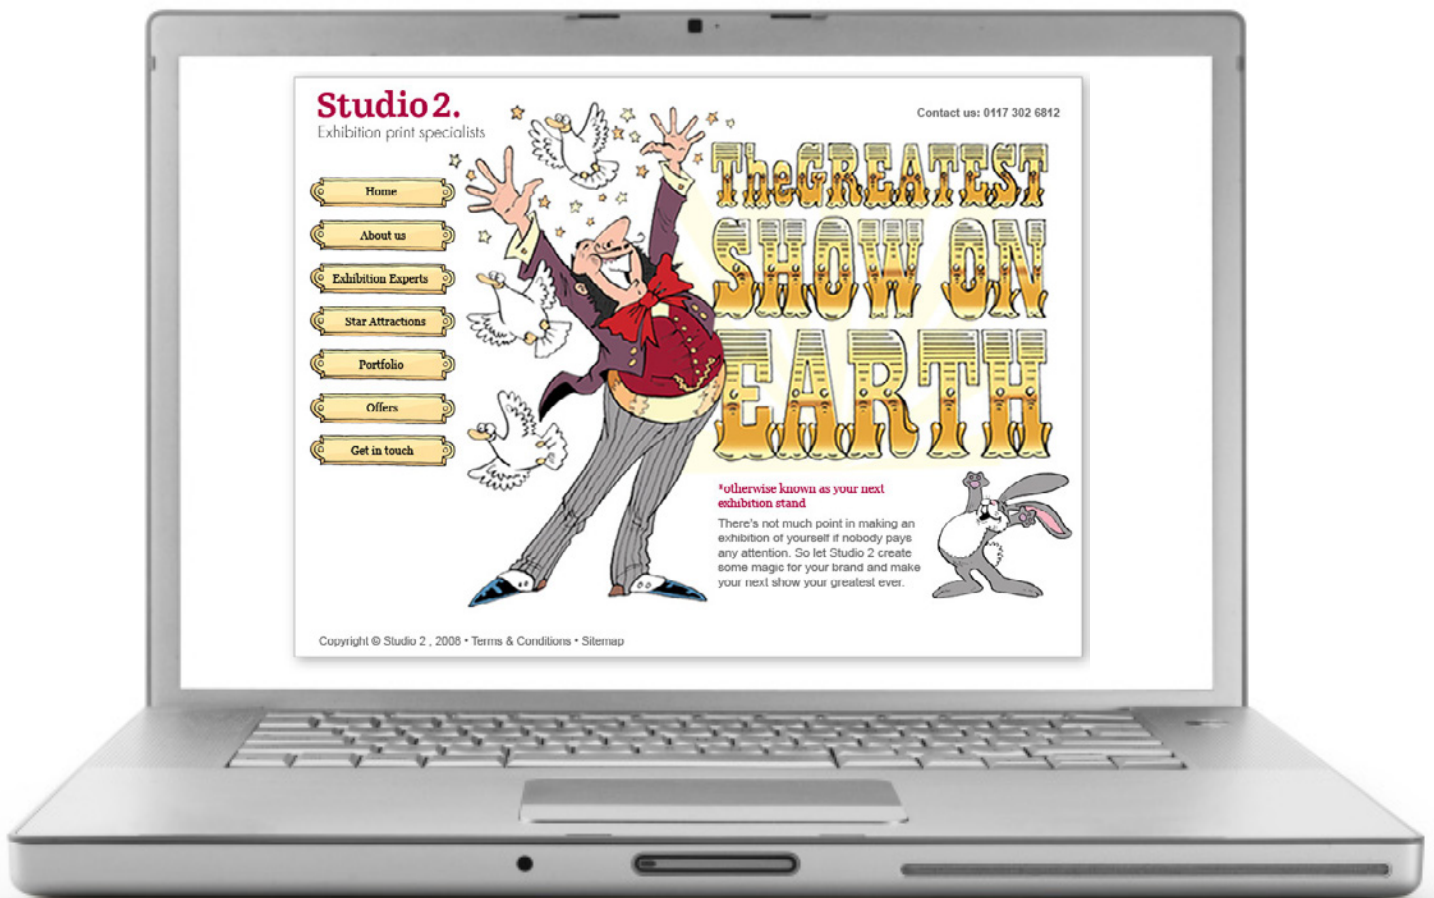 Studio 2.
Exhibition print specialists
Contact us: 0117 302 6812
Home
About us
Exhibition Experts
Star Attractions
Portfolio
Offers
Get in touch
The GREATEST
SHOW ON
EARTH
*otherwise known as your next
exhibition stand
There's not much point in making an
exhibition of yourself if nobody pays
any attention. So let Studio 2 create
some magic for your brand and make
your next show your greatest ever.
Copyright © Studio 2 , 2008 • Terms & Conditions • Sitemap